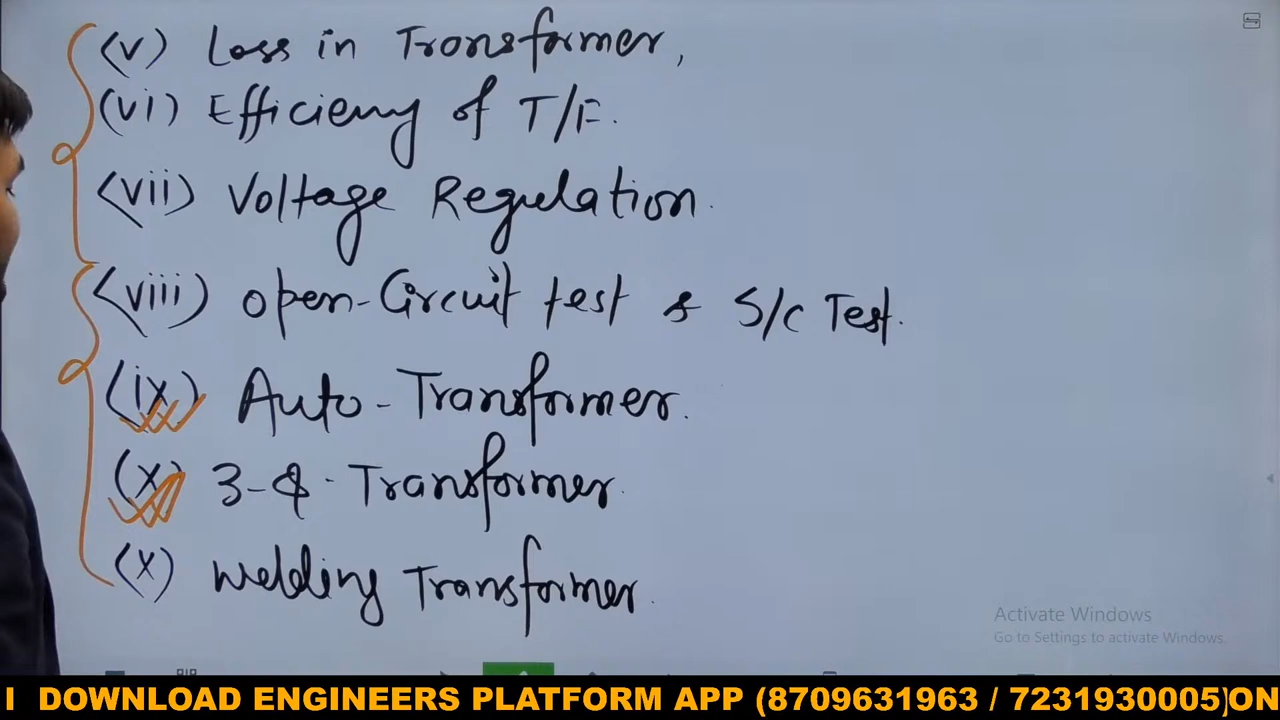 (v) Loss in Transformer,
(vi) Efficiency of T/F.
(vii) Voltage Regulation.
(viii) Open-Circuit test & S/C Test.
(ix) Auto-Transformer.
(x) 3-ϕ-Transformer.
(x) Welding Transformer.
Activate Windows
Go to Settings to activate Windows.
I DOWNLOAD ENGINEERS PLATFORM APP (8709631963 / 7231930005)ON